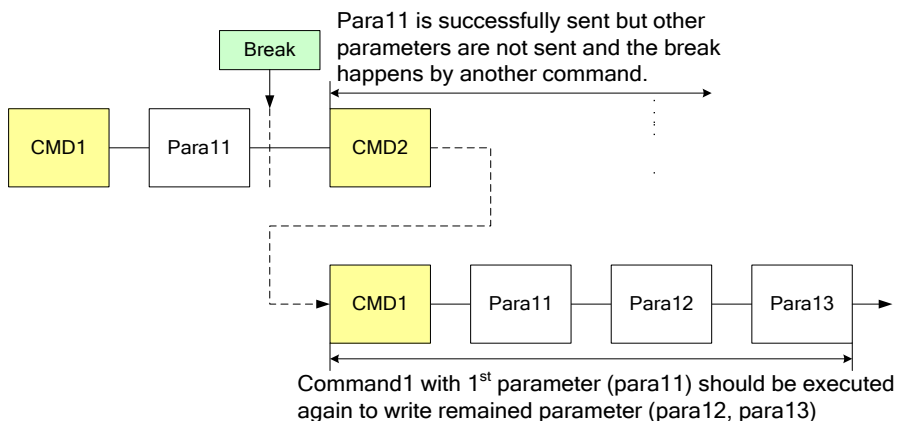 Para11 is successfully sent but other
parameters are not sent and the break
happens by another command.
Break
CMD1
Para11
CMD2
CMD1
Para11
Para12
Para13
Command1 with 1st parameter (para11) should be executed
again to write remained parameter (para12, para13)